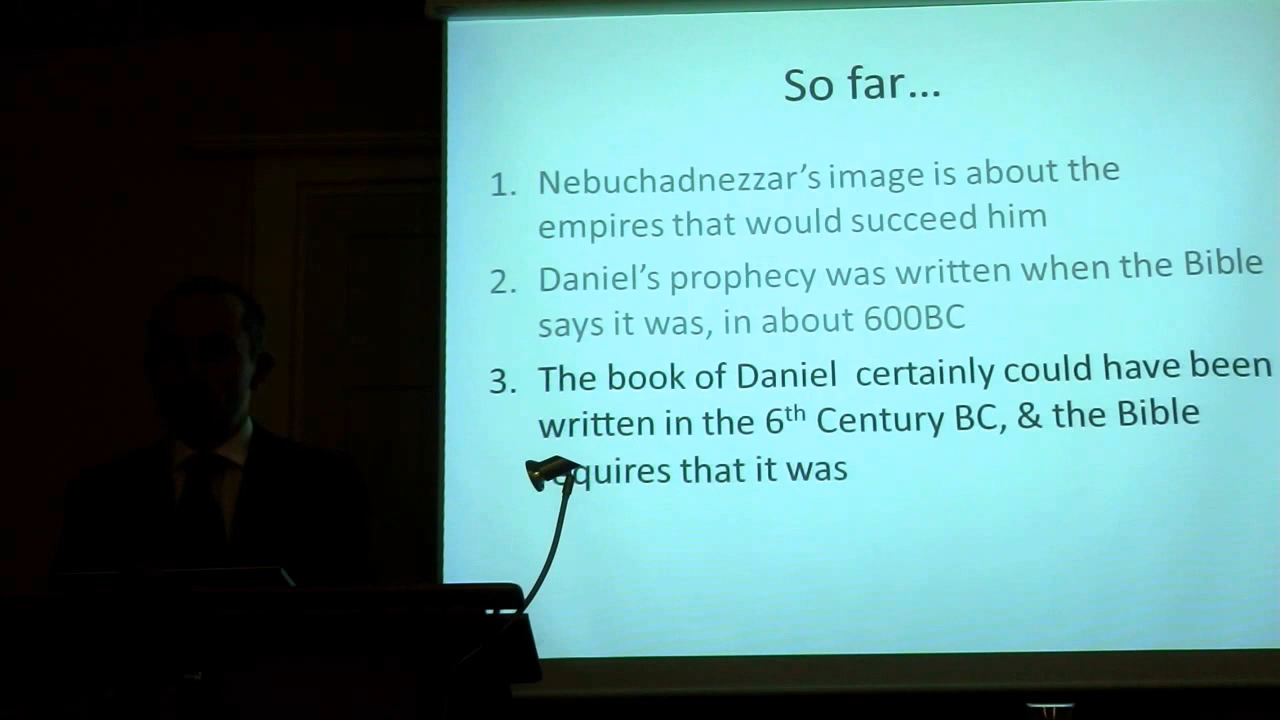 So far...
1. Nebuchadnezzar's image is about the
empires that would succeed him
2. Daniel's prophecy was written when the Bible
says it was, in about 600BC
3. The book of Daniel certainly could have been
written in the 6th Century BC, & the Bible
equires that it was